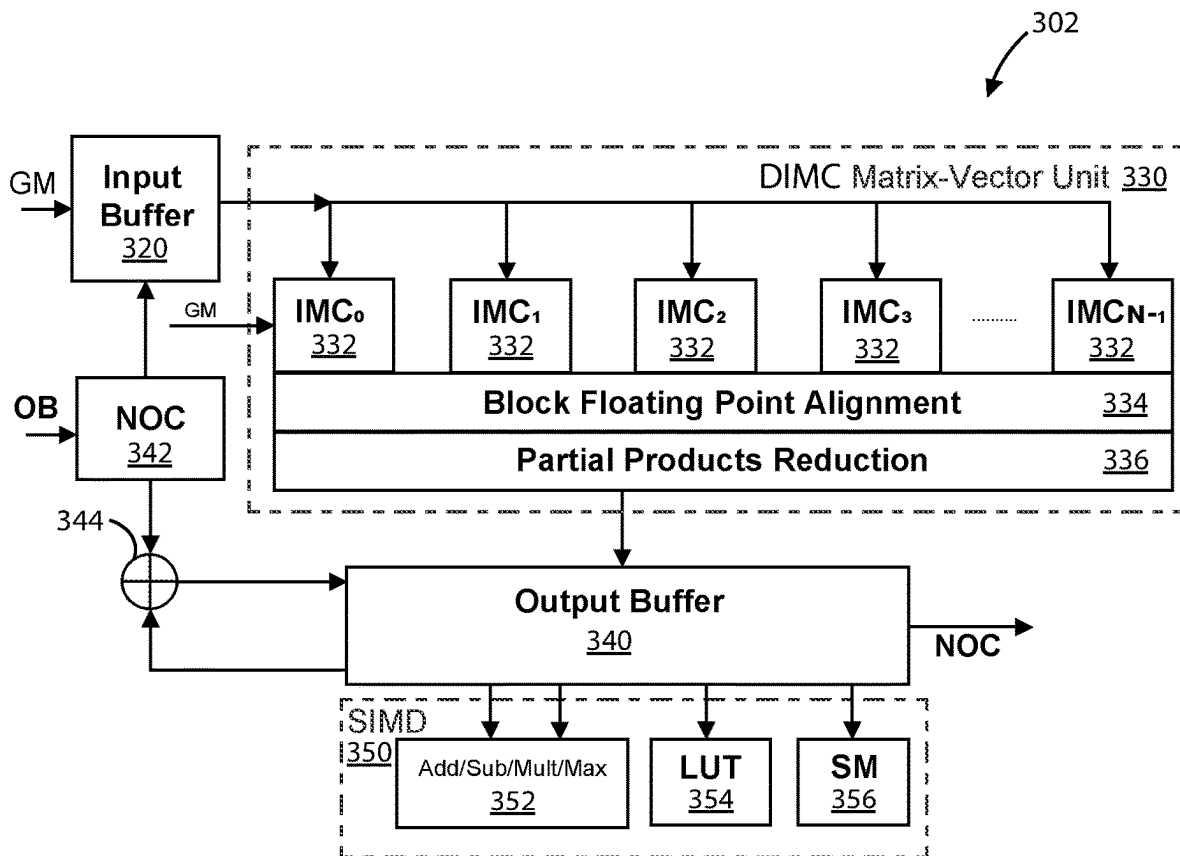 302
GM
Input
Buffer
320
DIMC Matrix-Vector Unit 330
GM
IMC₀
332
IMC₁
332
IMC₂
332
IMC₃
332
..........
IMCN-₁
332
Block Floating Point Alignment 334
Partial Products Reduction 336
OB
NOC
342
344
Output Buffer
340
NOC
SIMD
350
Add/Sub/Mult/Max
352
LUT
354
SM
356